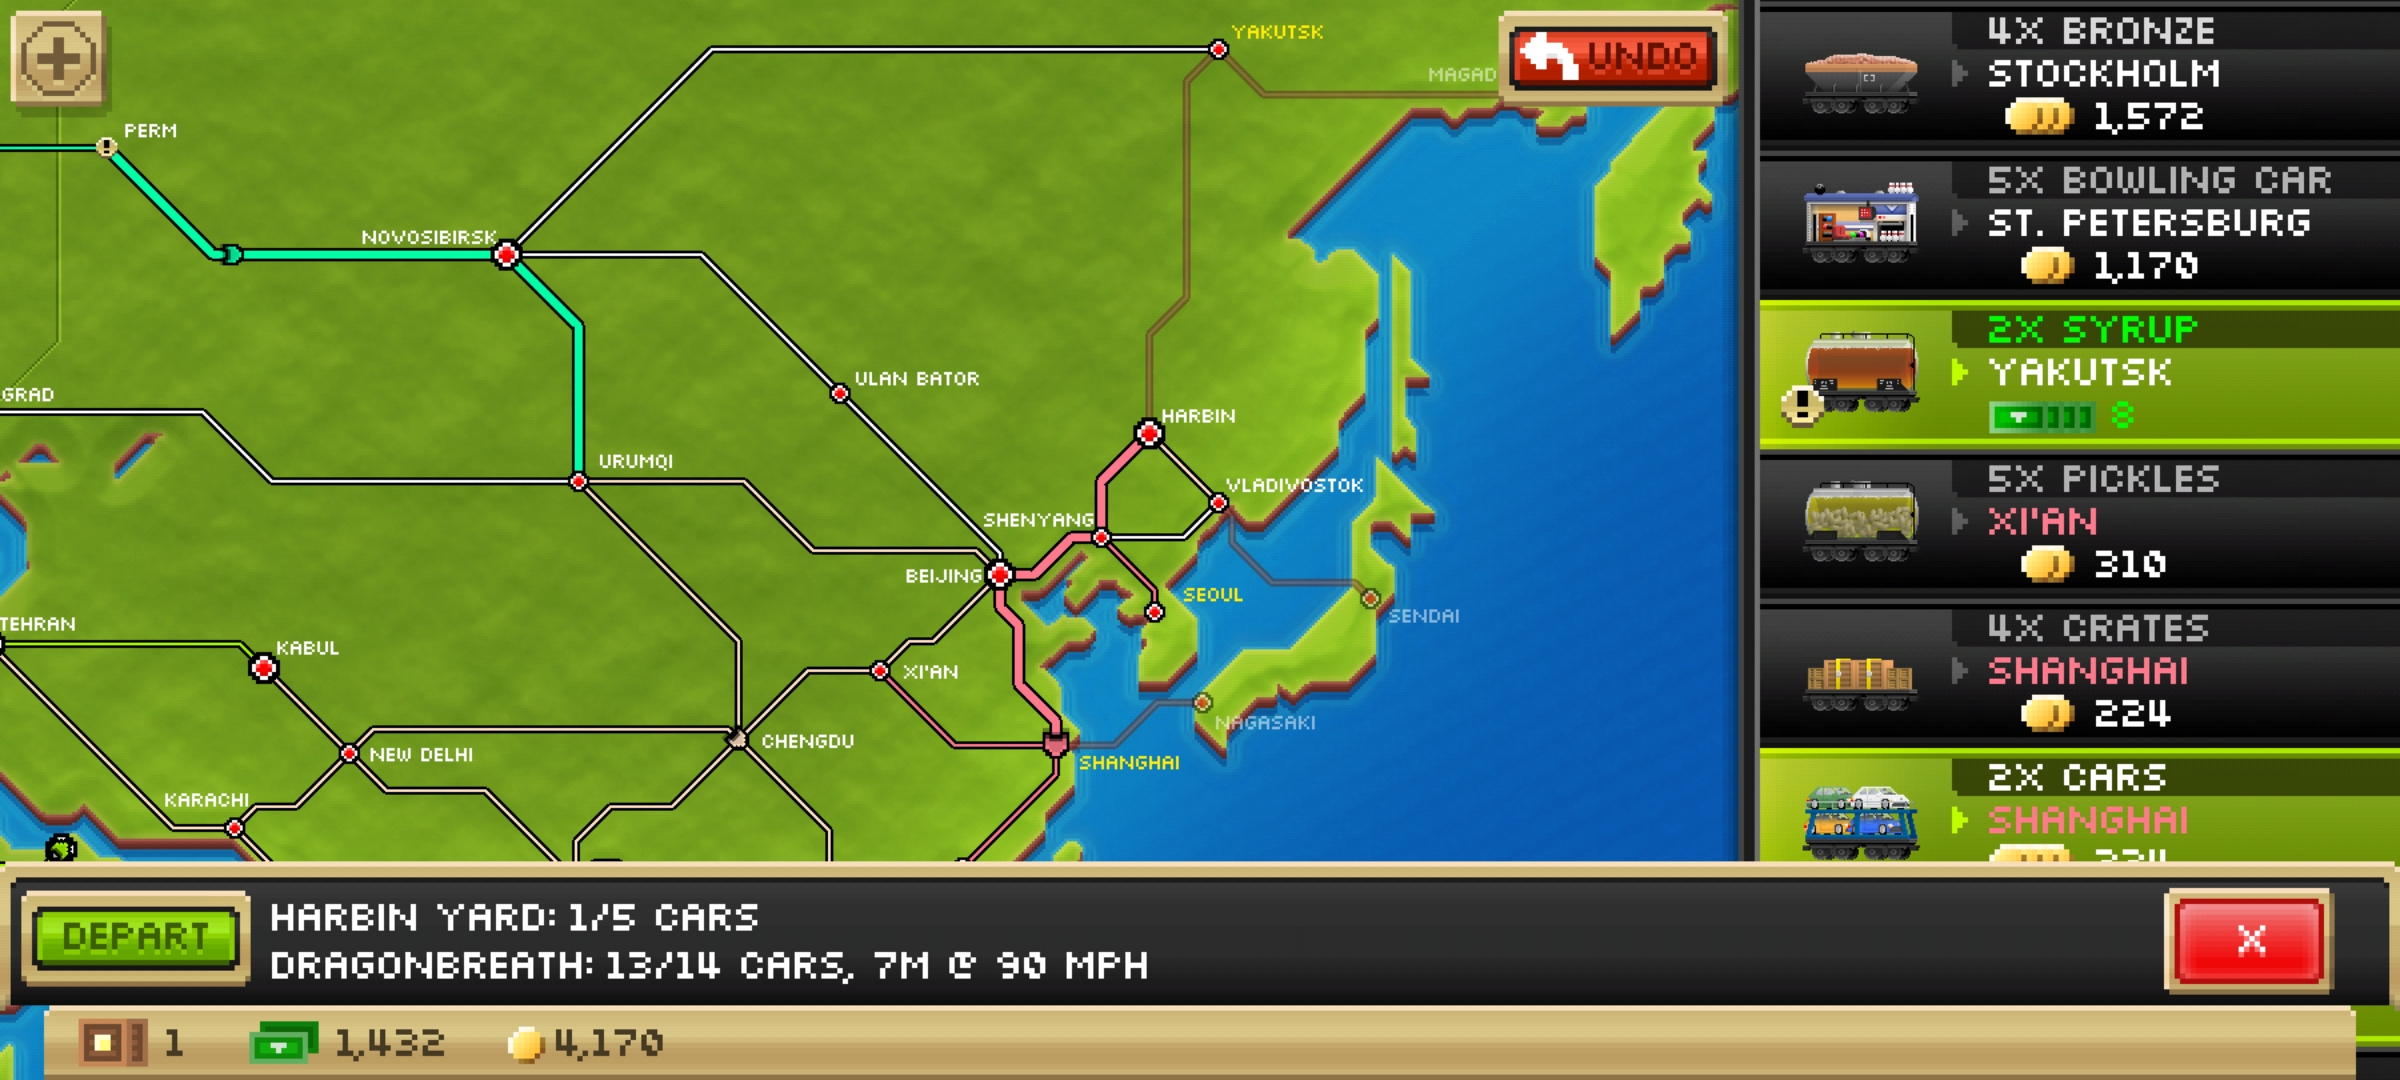 YAKUTSK
MAGAD
UNDO
PERM
NOVOSIBIRSK
ULAN BATOR
GRAD
HARBIN
URUMQI
VLADIVOSTOK
SHENYANG
BEIJING
SEOUL
SENDAI
TEHRAN
KABUL
XI'AN
NAGASAKI
CHENGDU
NEW DELHI
SHANGHAI
KARACHI
4X BRONZE
STOCKHOLM
1,572
5X BOWLING CAR
ST. PETERSBURG
1,170
2X SYRUP
YAKUTSK
8
5X PICKLES
XI'AN
310
4X CRATES
SHANGHAI
224
2X CARS
SHANGHAI
DEPART
HARBIN YARD: 1/5 CARS
DRAGONBREATH: 13/14 CARS, 7M @ 90 MPH
X
1
1,432
4,170